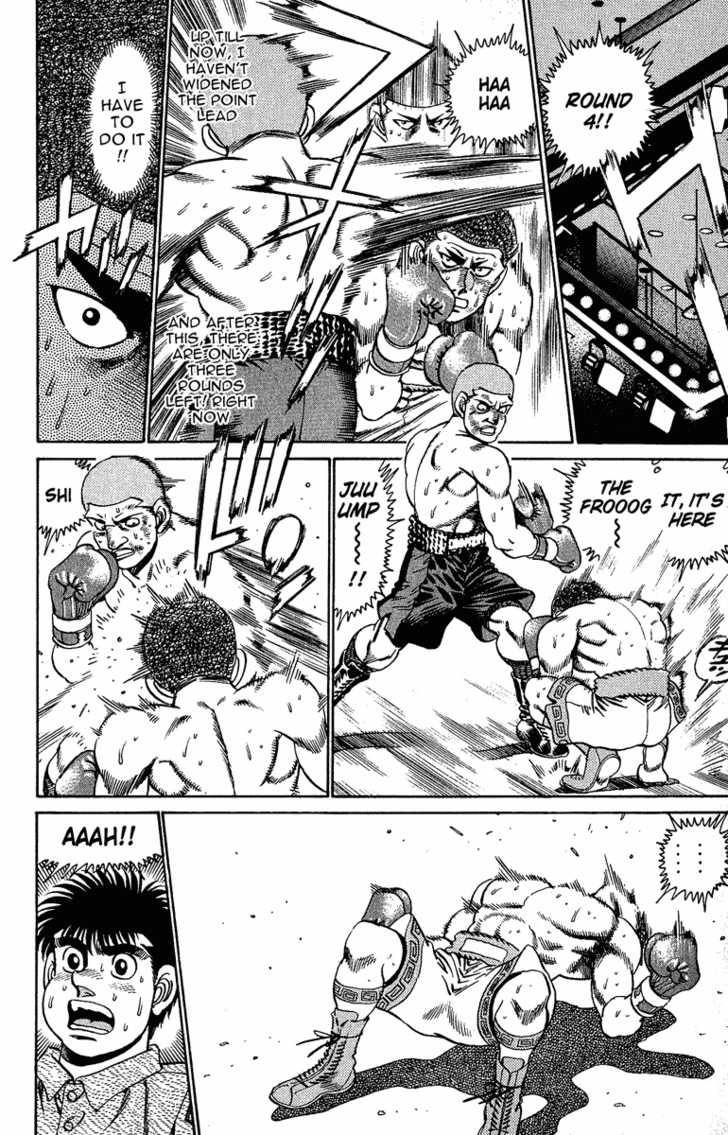 ROUND
4!!
HAA
HAA
UP TILL
NOW, I
HAVEN'T
WIDENED
THE POINT
LEAD
AND AFTER
THIS, THERE
ARE ONLY
THREE
ROUNDS
LEFT! RIGHT
NOW
I
HAVE
TO
DO IT
!!
IT, IT'S
HERE
THE
FROOOG
~
JUU
UMP
~
!!
SHI
.....
AAAH!!